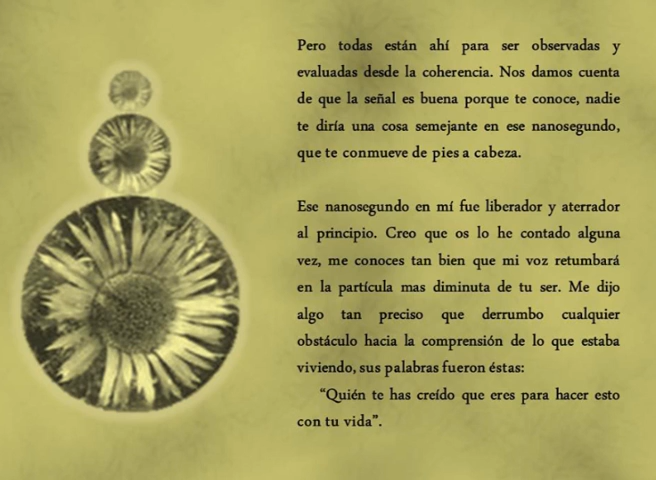 Pero todas están ahí para ser observadas y
evaluadas desde la coherencia. Nos damos cuenta
de que la señal es buena porque te conoce, nadie
te diría una cosa semejante en ese nanosegundo,
que te conmueve de pies a cabeza.
Ese nanosegundo en mí fue liberador y aterrador
al principio. Creo que os lo he contado alguna
vez, me conoces tan bien que mi voz retumbará
en la partícula mas diminuta de tu ser. Me dijo
algo tan preciso que derrumbo cualquier
obstáculo hacia la comprensión de lo que estaba
viviendo, sus palabras fueron éstas:
“Quién te has creído que eres para hacer esto
con tu vida”.